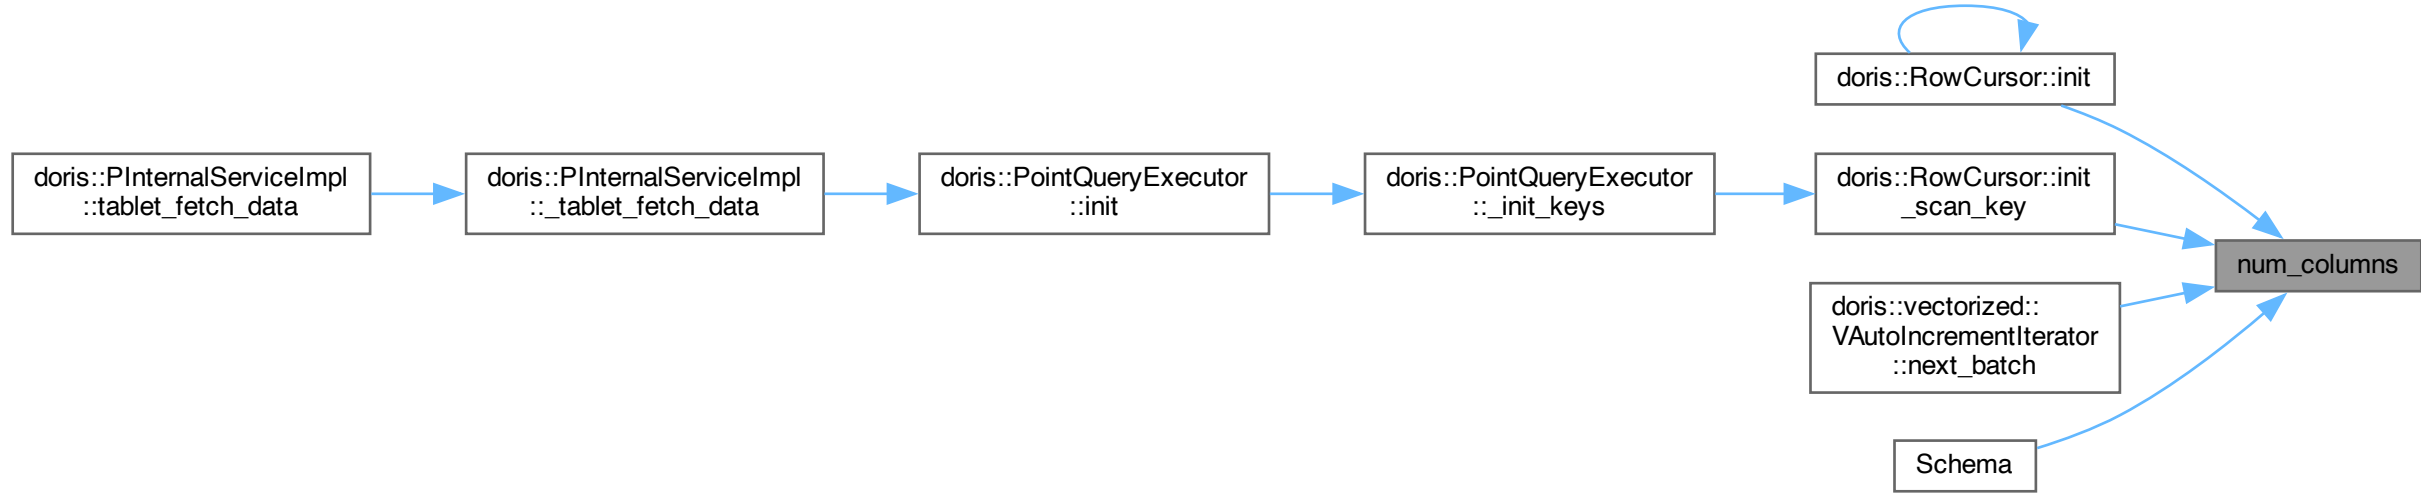 doris::RowCursor::init
doris::PInternalServiceImpl
::tablet_fetch_data
doris::PInternalServiceImpl
::_tablet_fetch_data
doris::PointQueryExecutor
::init
doris::PointQueryExecutor
::_init_keys
doris::RowCursor::init
_scan_key
num_columns
doris::vectorized::
VAutoIncrementIterator
::next_batch
Schema